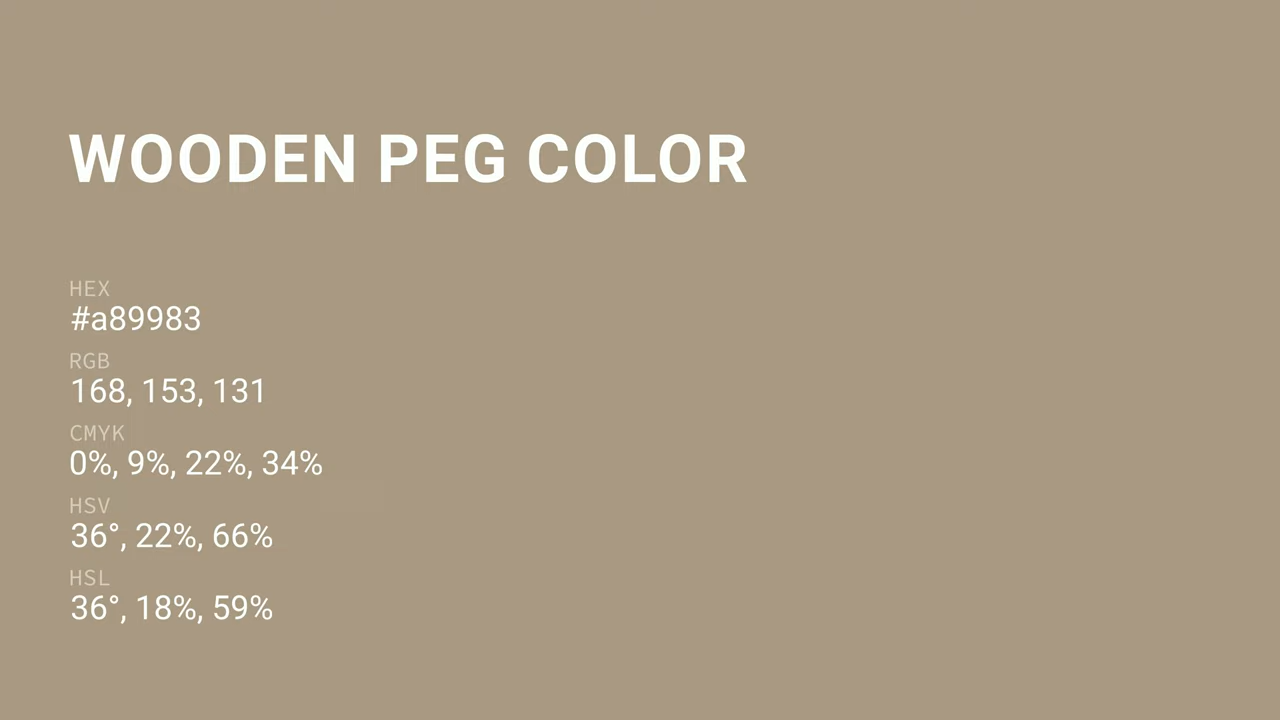 WOODEN PEG COLOR
HEX
#a89983
RGB
168, 153, 131
CMYK
0%, 9%, 22%, 34%
HSV
36°, 22%, 66%
HSL
36°, 18%, 59%